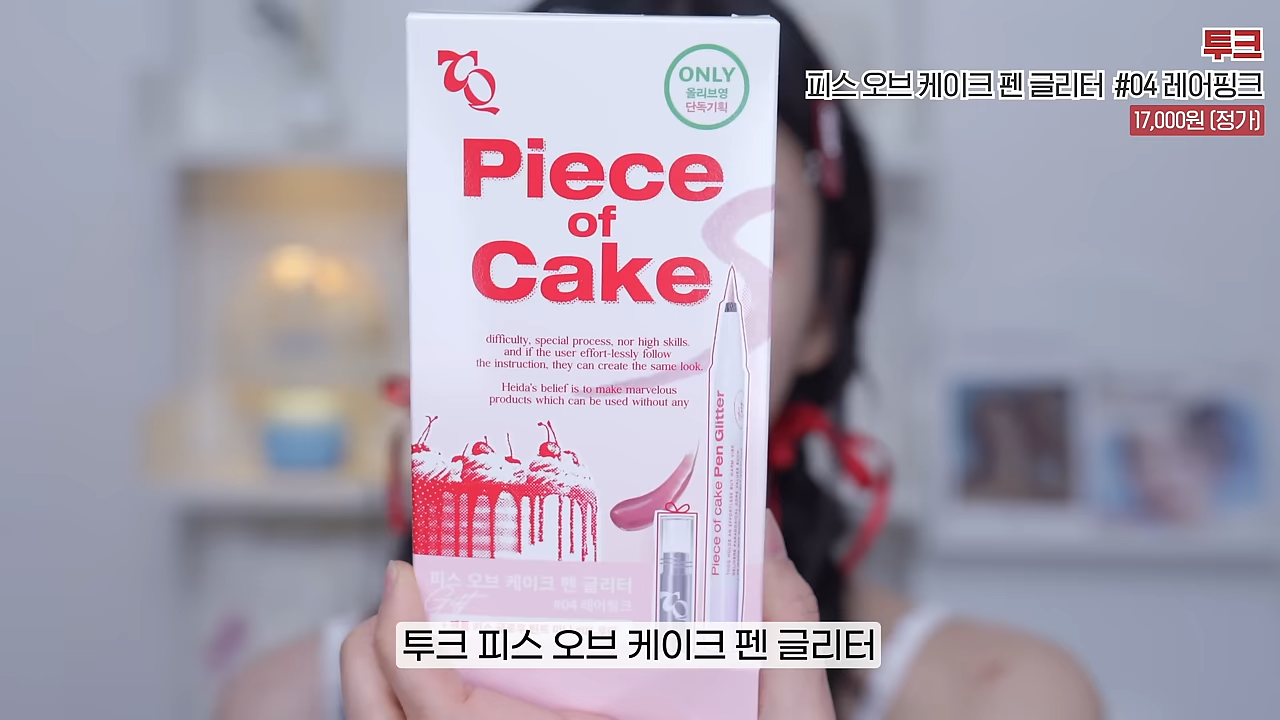 투크
피스 오브 케이크 펜 글리터 #04 레어핑크
17,000원 (정가)
TQ
ONLY
올리브영
단독기획
Piece
of
Cake
difficulty, special process, nor high skills.
and if the user effort-lessly follow
the instruction, they can create the same look.
Heida's belief is to make marvelous
products which can be used without any
Piece of cake Pen Glitter
TQ
피스 오브 케이크 펜 글리터
Gift
#04 레어핑크
투크 피스 오브 케이크 펜 글리터